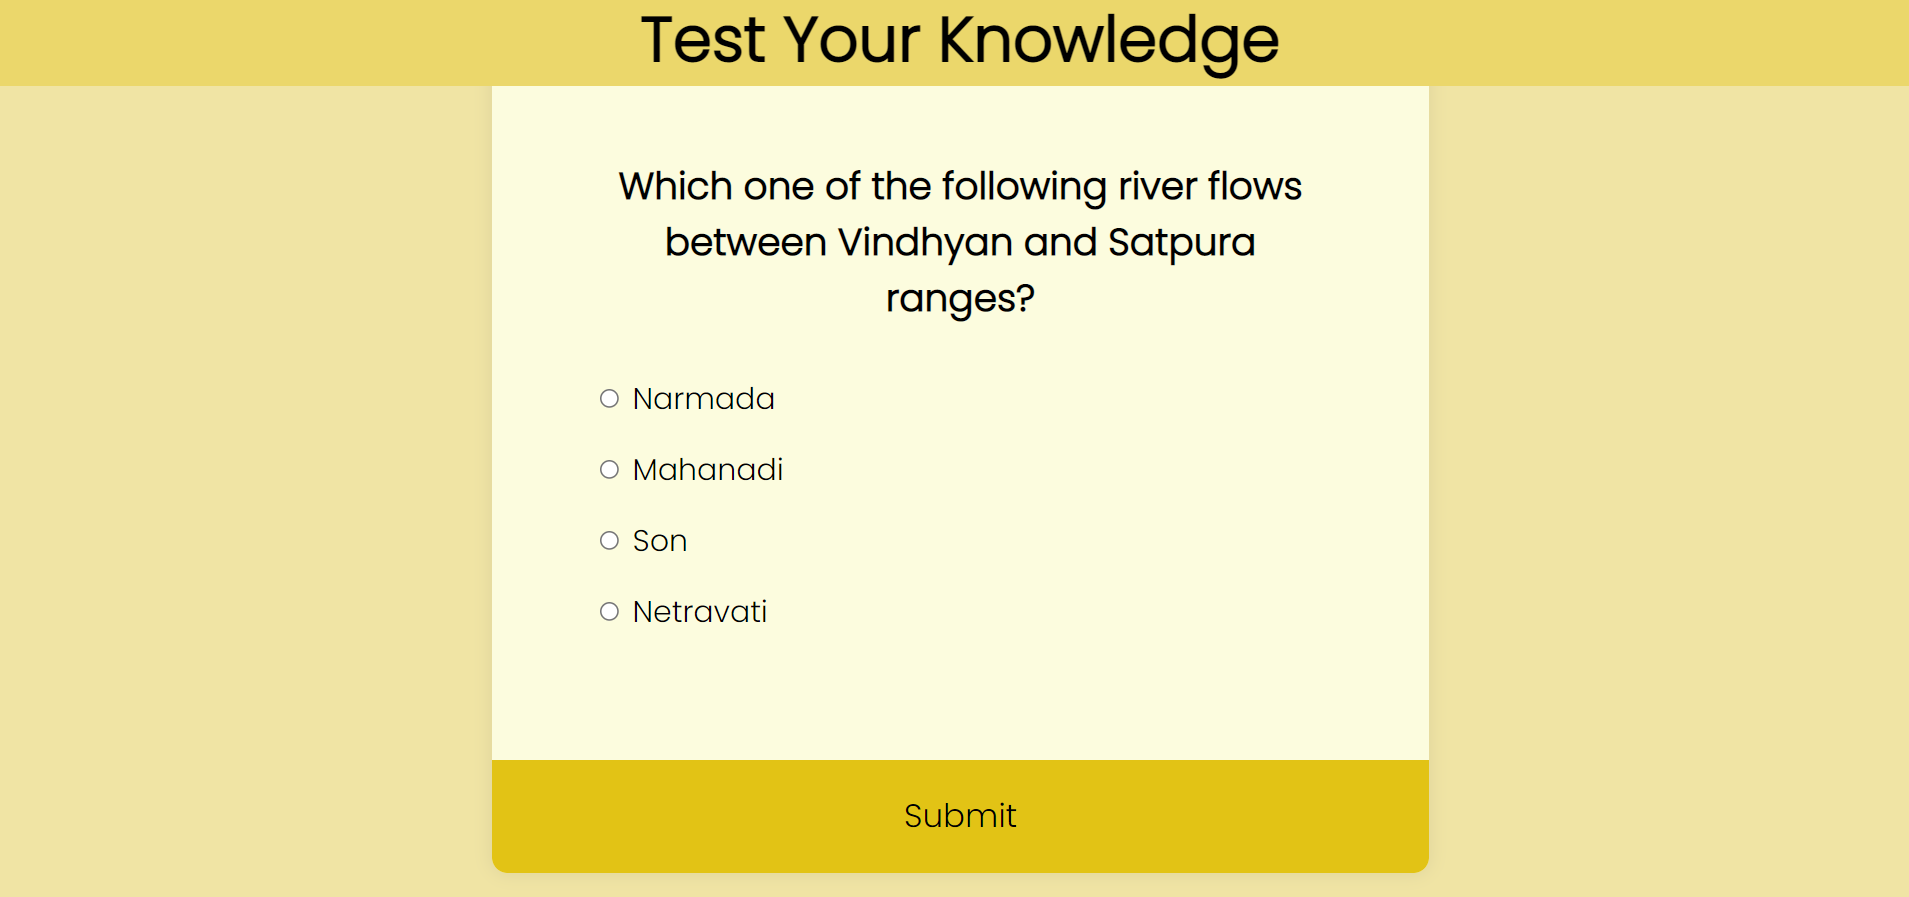 Test Your Knowledge
Which one of the following river flows
between Vindhyan and Satpura
ranges?
Narmada
Mahanadi
Son
Netravati
Submit